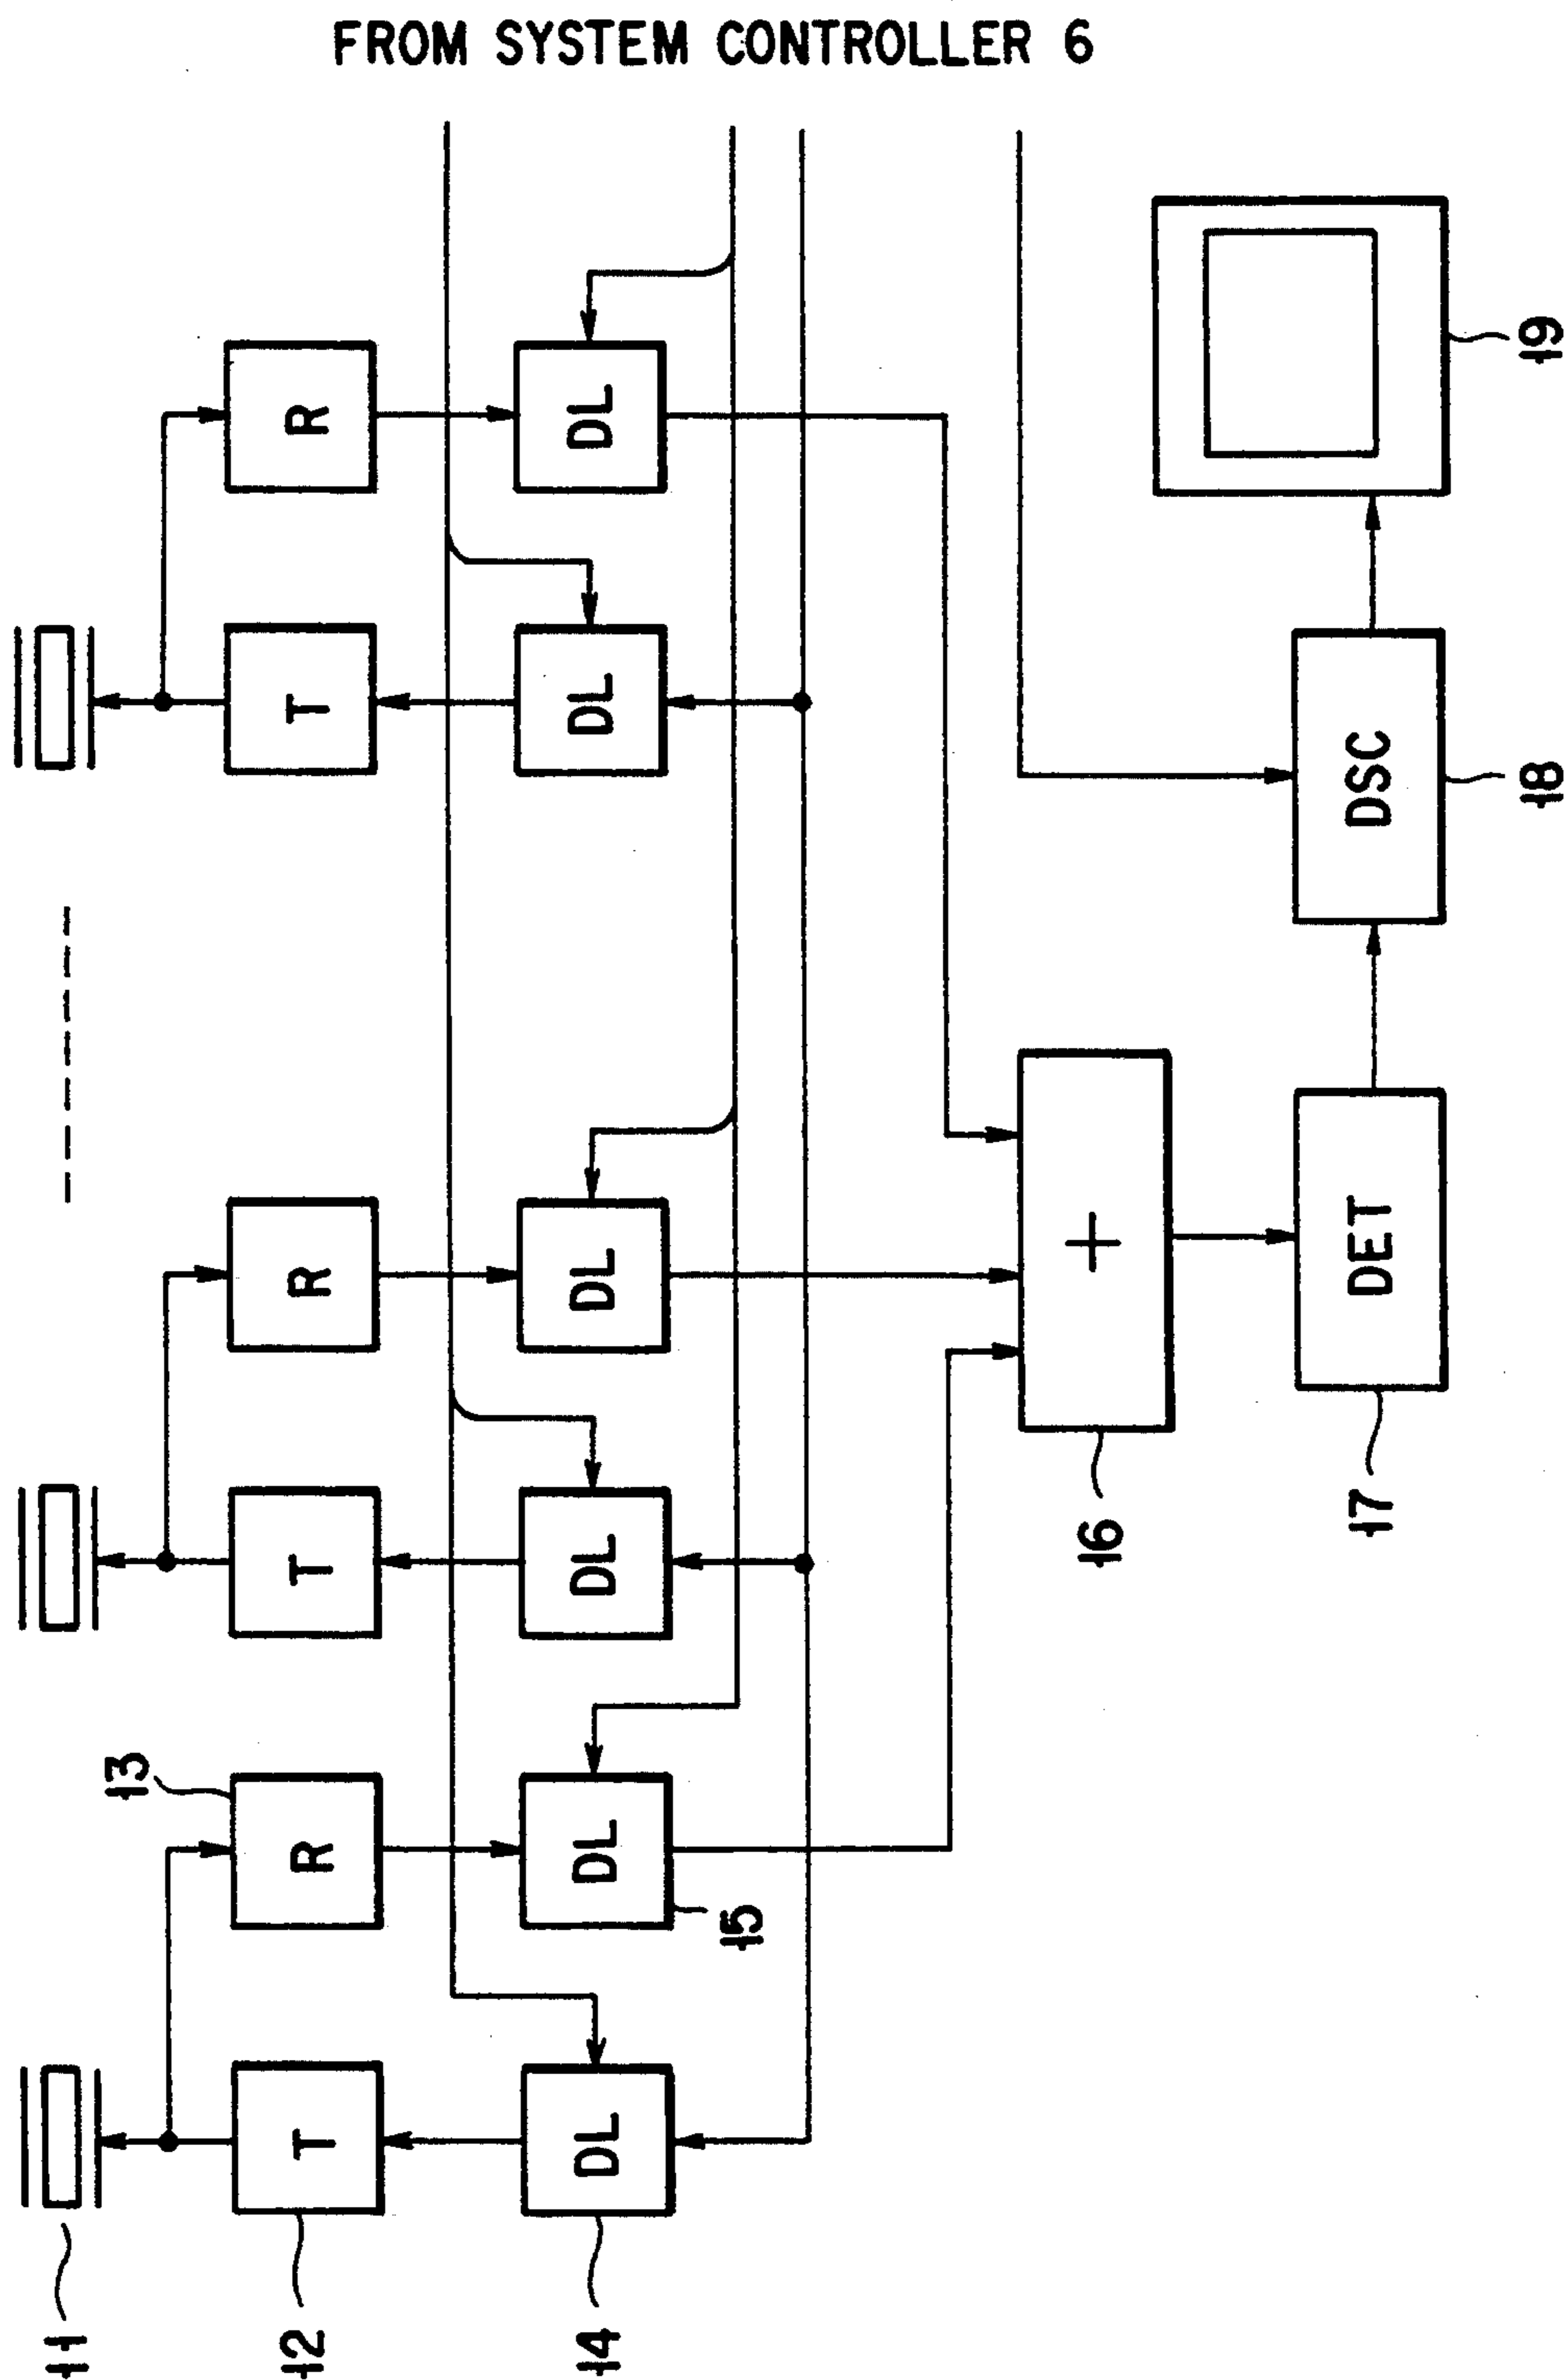 FROM SYSTEM CONTROLLER 6
11
12
T
R
13
T
R
T
R
14
DL
DL
15
DL
DL
DL
DL
16
+
17
DET
DSC
18
19